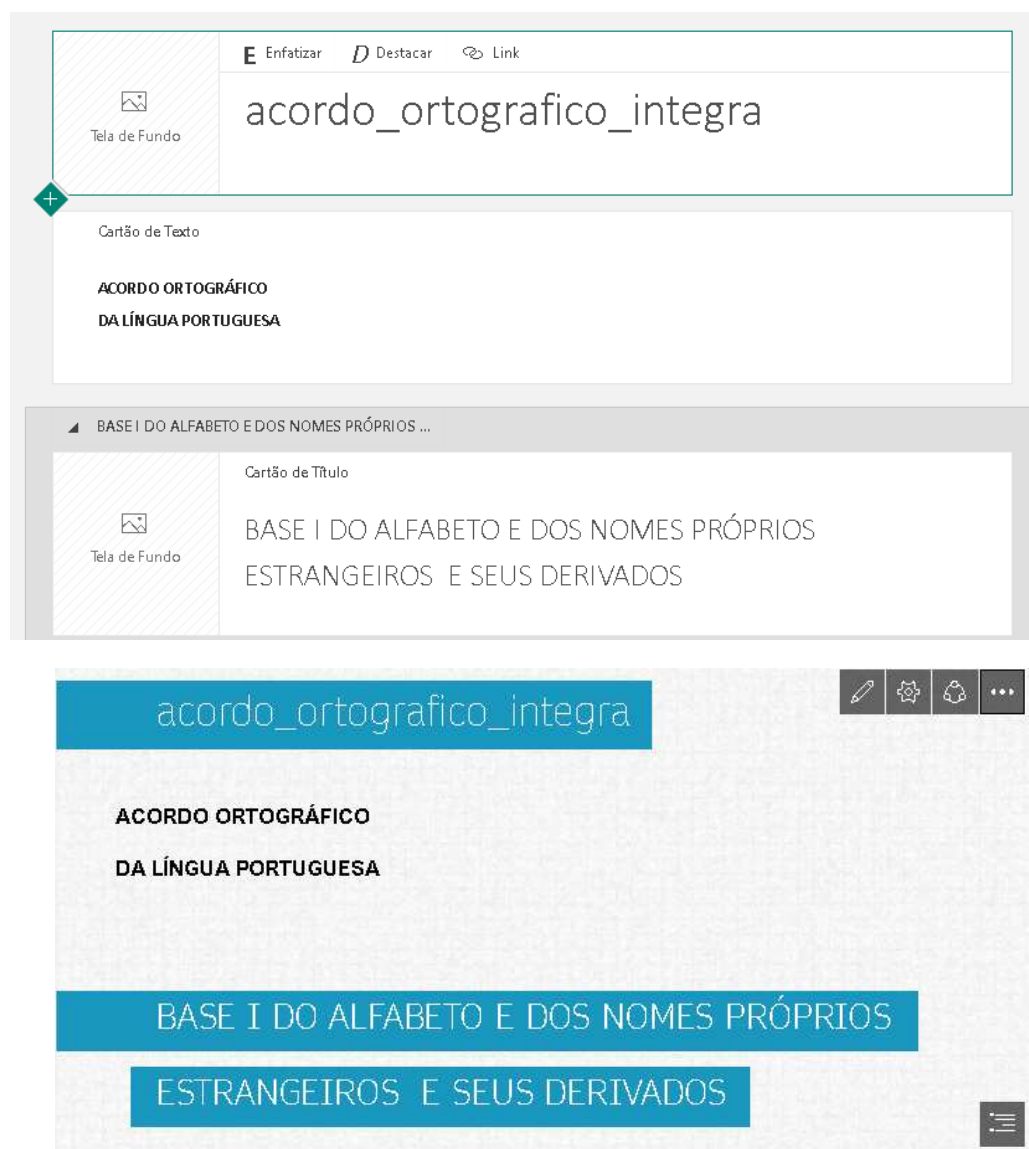 E Enfatizar D Destacar Link
Tela de Fundo
acordo_ortografico_integra
Cartão de Texto
ACORDO ORTOGRÁFICO
DA LÍNGUA PORTUGUESA
BASE I DO ALFABETO E DOS NOMES PRÓPRIOS ...
Cartão de Título
Tela de Fundo
BASE I DO ALFABETO E DOS NOMES PRÓPRIOS
ESTRANGEIROS E SEUS DERIVADOS
acordo_ortografico_integra
ACORDO ORTOGRÁFICO
DA LÍNGUA PORTUGUESA
BASE I DO ALFABETO E DOS NOMES PRÓPRIOS
ESTRANGEIROS E SEUS DERIVADOS